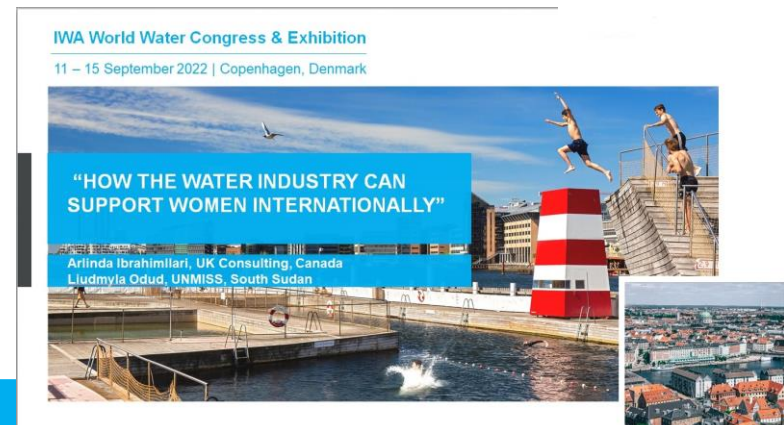 IWA World Water Congress & Exhibition
11 – 15 September 2022 | Copenhagen, Denmark
“HOW THE WATER INDUSTRY CAN
SUPPORT WOMEN INTERNATIONALLY”
Arlinda Ibrahimllari, UK Consulting, Canada
Liudmyla Odud, UNMISS, South Sudan